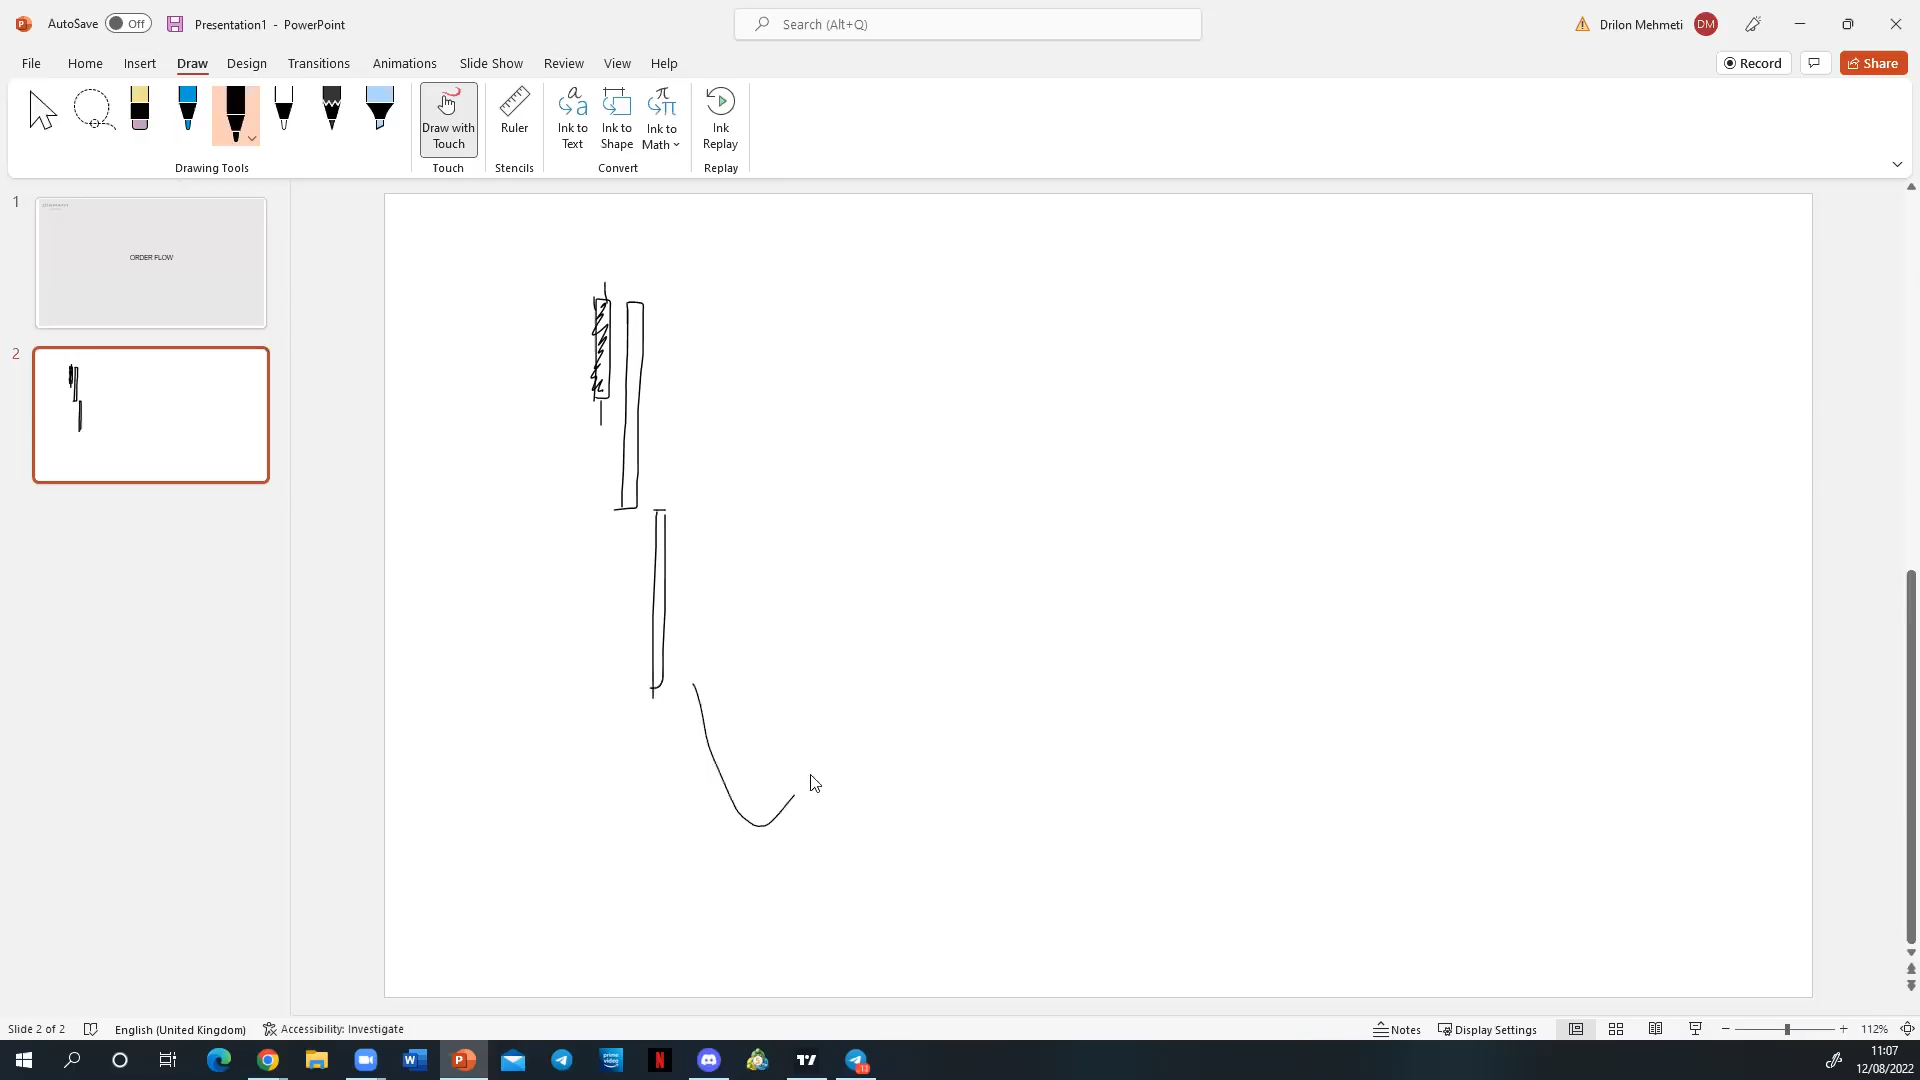 AutoSave Off Presentation1 - PowerPoint Search (Alt+Q) Drilon Mehmeti DM
File Home Insert Draw Design Transitions Animations Slide Show Review View Help Record Share
Draw with Touch
Ruler
Ink to Text
Ink to Shape
Ink to Math
Ink Replay
Drawing Tools Touch Stencils Convert Replay
1
ORDER FLOW
2
Slide 2 of 2 English (United Kingdom) Accessibility: Investigate Notes Display Settings 112%
prime video
13
11:07
12/08/2022